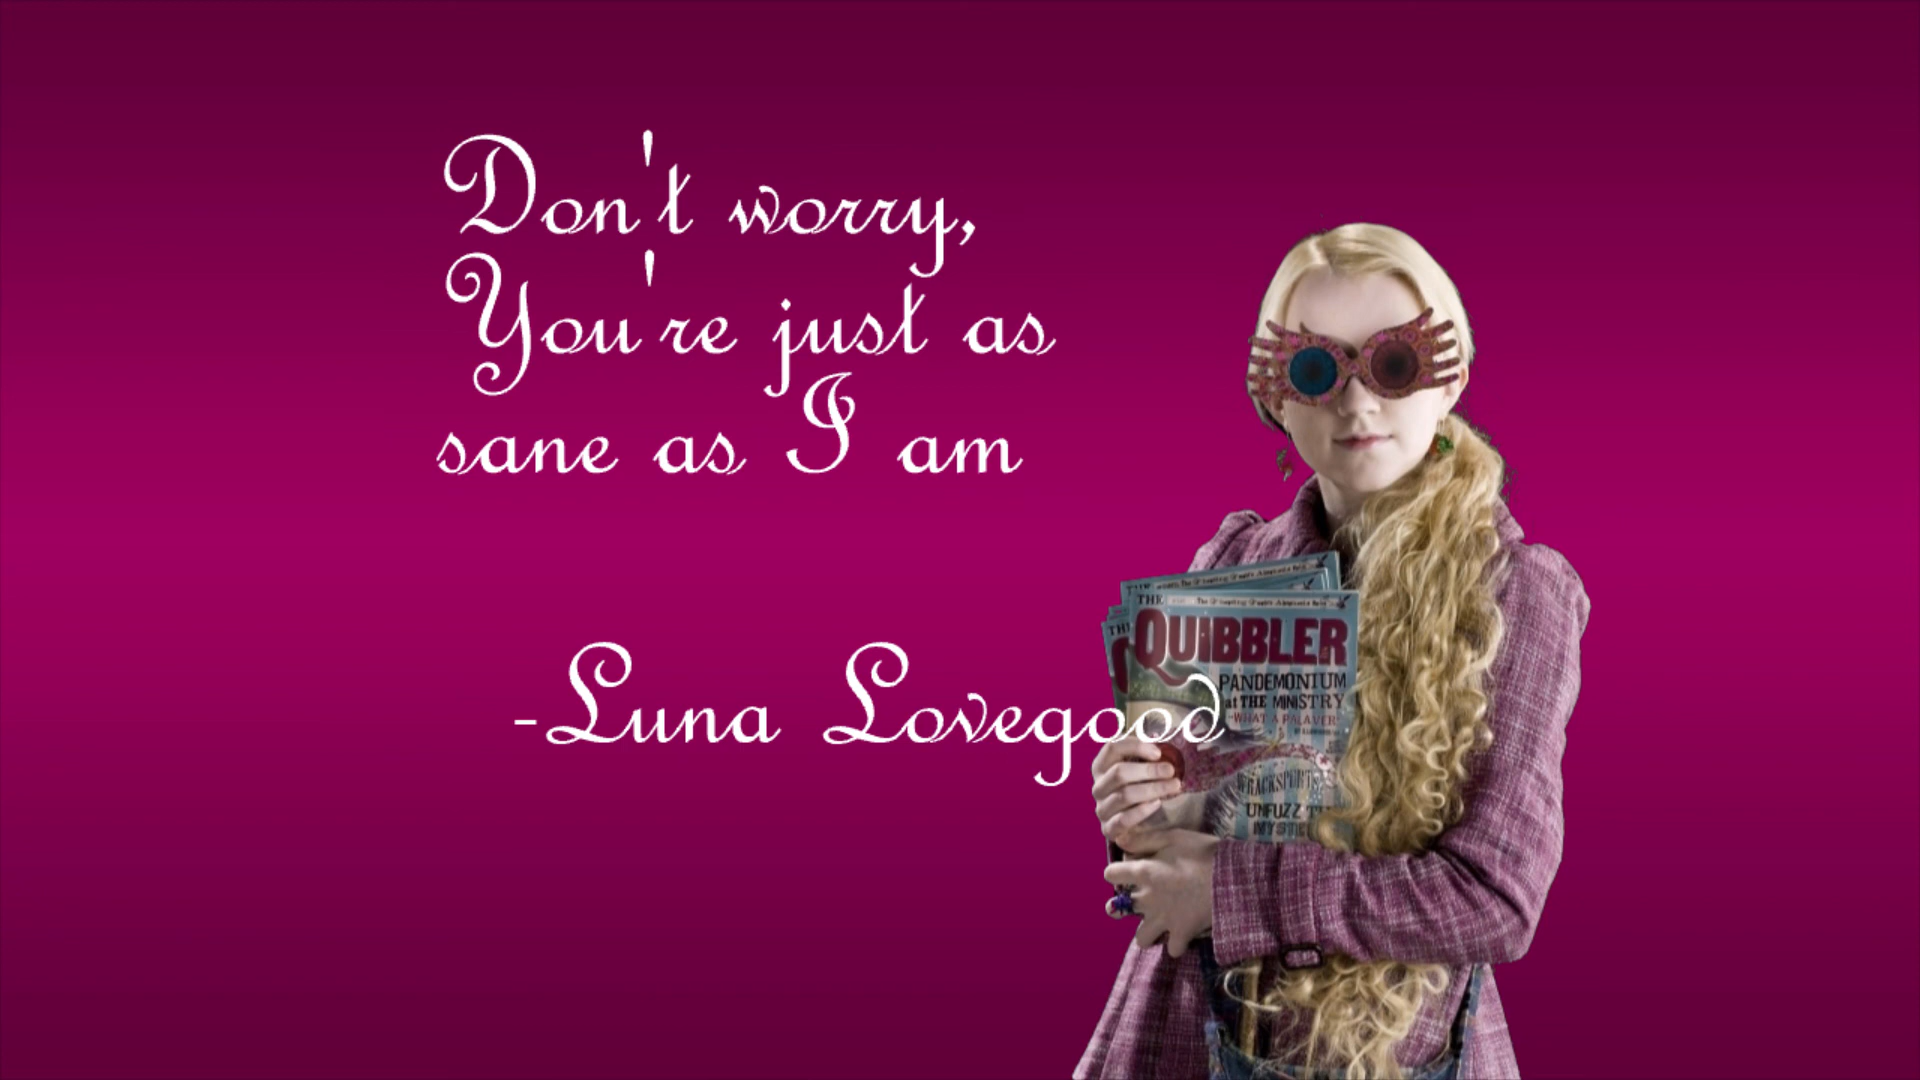 Don't worry,
You're just as
sane as I am
-Luna Lovegood
THE
QUIBBLER
PANDEMONIUM
at THE MINISTRY
-WHAT A PALAVER!
WRACKSPURTS
UNFUZZ